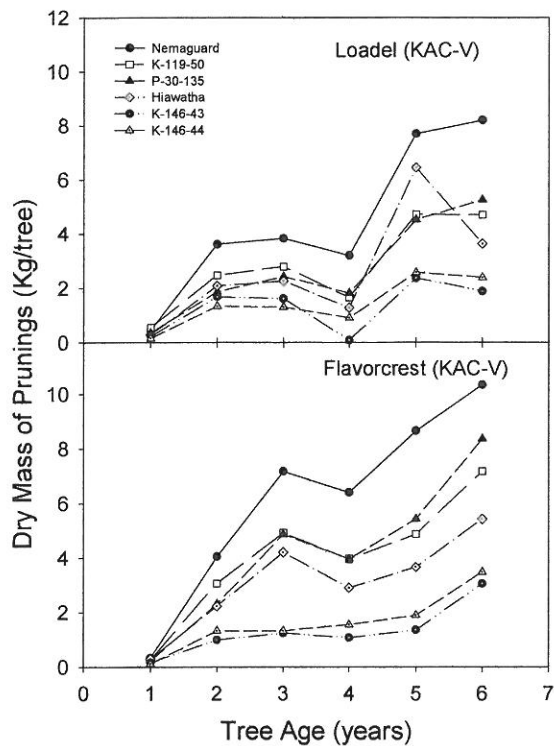 12
10
8
6
4
2
0
Nemaguard
K-119-50
P-30-135
Hiawatha
K-146-43
K-146-44
Loadel (KAC-V)
Dry Mass of Prunings (Kg/tree)
Flavorcrest (KAC-V)
10
8
6
4
2
0
0 1 2 3 4 5 6 7
Tree Age (years)